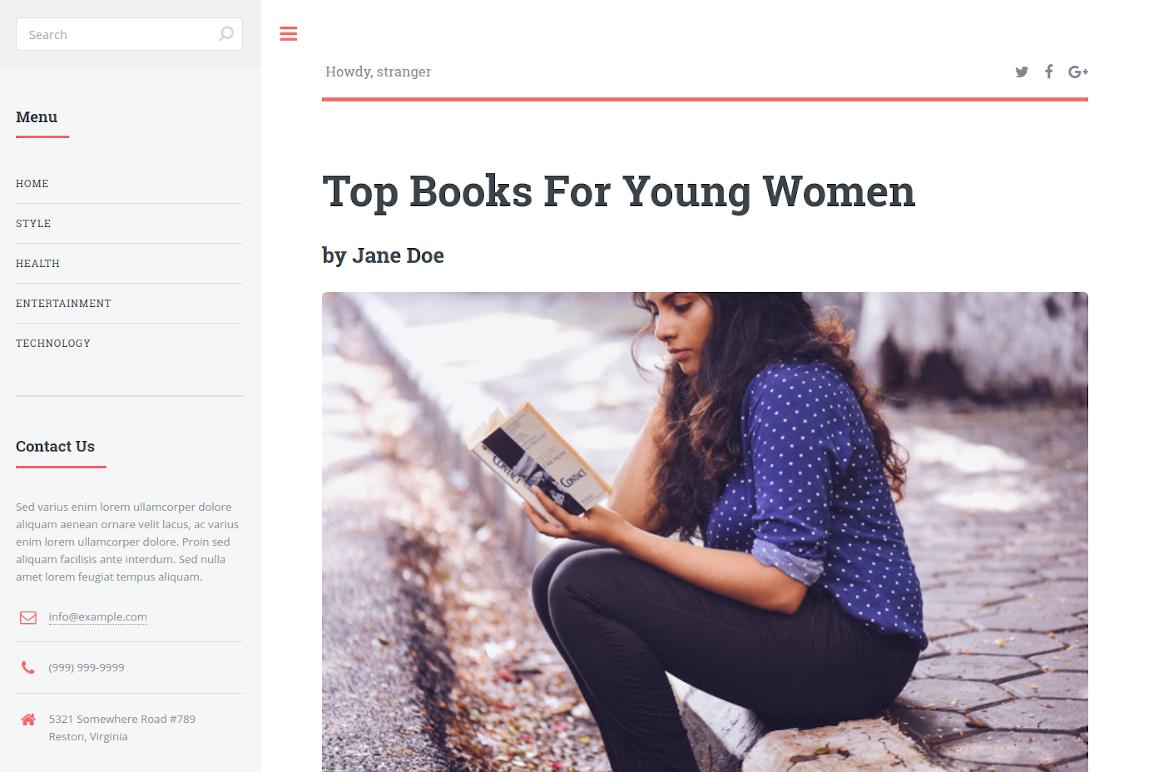 Search
Menu
HOME
STYLE
HEALTH
ENTERTAINMENT
TECHNOLOGY
Contact Us
Sed varius enim lorem ullamcorper dolore
aliquam aenean ornare velit lacus, ac varius
enim lorem ullamcorper dolore. Proin sed
aliquam facilisis ante interdum. Sed nulla
amet lorem feugiat tempus aliquam.
info@example.com
(999) 999-9999
5321 Somewhere Road #789
Reston, Virginia
Howdy, stranger
Top Books For Young Women
by Jane Doe
CONTACT
CONTACT